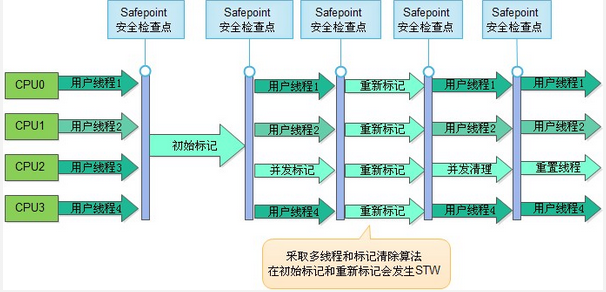 Safepoint
安全检查点
Safepoint
安全检查点
Safepoint
安全检查点
Safepoint
安全检查点
Safepoint
安全检查点
CPU0
用户线程1
用户线程1
重新标记
用户线程1
用户线程1
CPU1
用户线程2
用户线程2
重新标记
用户线程2
用户线程2
初始标记
CPU2
用户线程3
并发标记
重新标记
并发清理
重置线程
CPU3
用户线程4
用户线程4
重新标记
用户线程4
用户线程4
采取多线程和标记清除算法
在初始标记和重新标记会发生STW